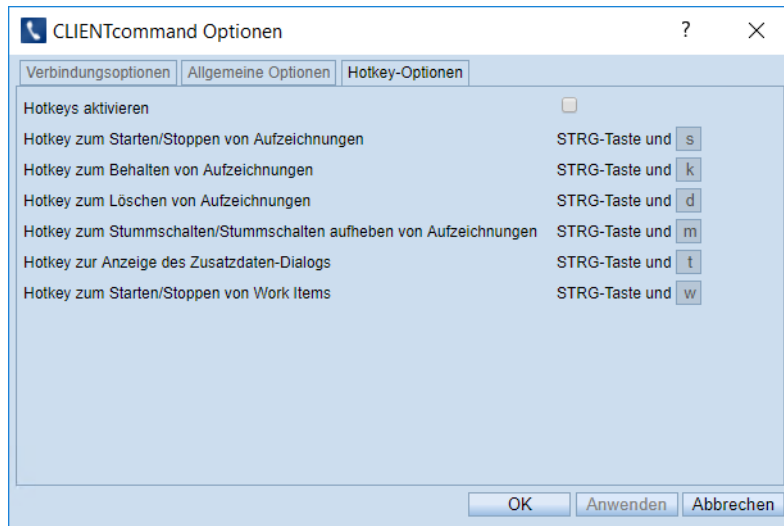 CLIENTcommand Optionen ?
Verbindungsoptionen Allgemeine Optionen Hotkey-Optionen
Hotkeys aktivieren
Hotkey zum Starten/Stoppen von Aufzeichnungen STRG-Taste und s
Hotkey zum Behalten von Aufzeichnungen STRG-Taste und k
Hotkey zum Löschen von Aufzeichnungen STRG-Taste und d
Hotkey zum Stummschalten/Stummschalten aufheben von Aufzeichnungen STRG-Taste und m
Hotkey zur Anzeige des Zusatzdaten-Dialogs STRG-Taste und t
Hotkey zum Starten/Stoppen von Work Items STRG-Taste und w
OK Anwenden Abbrechen